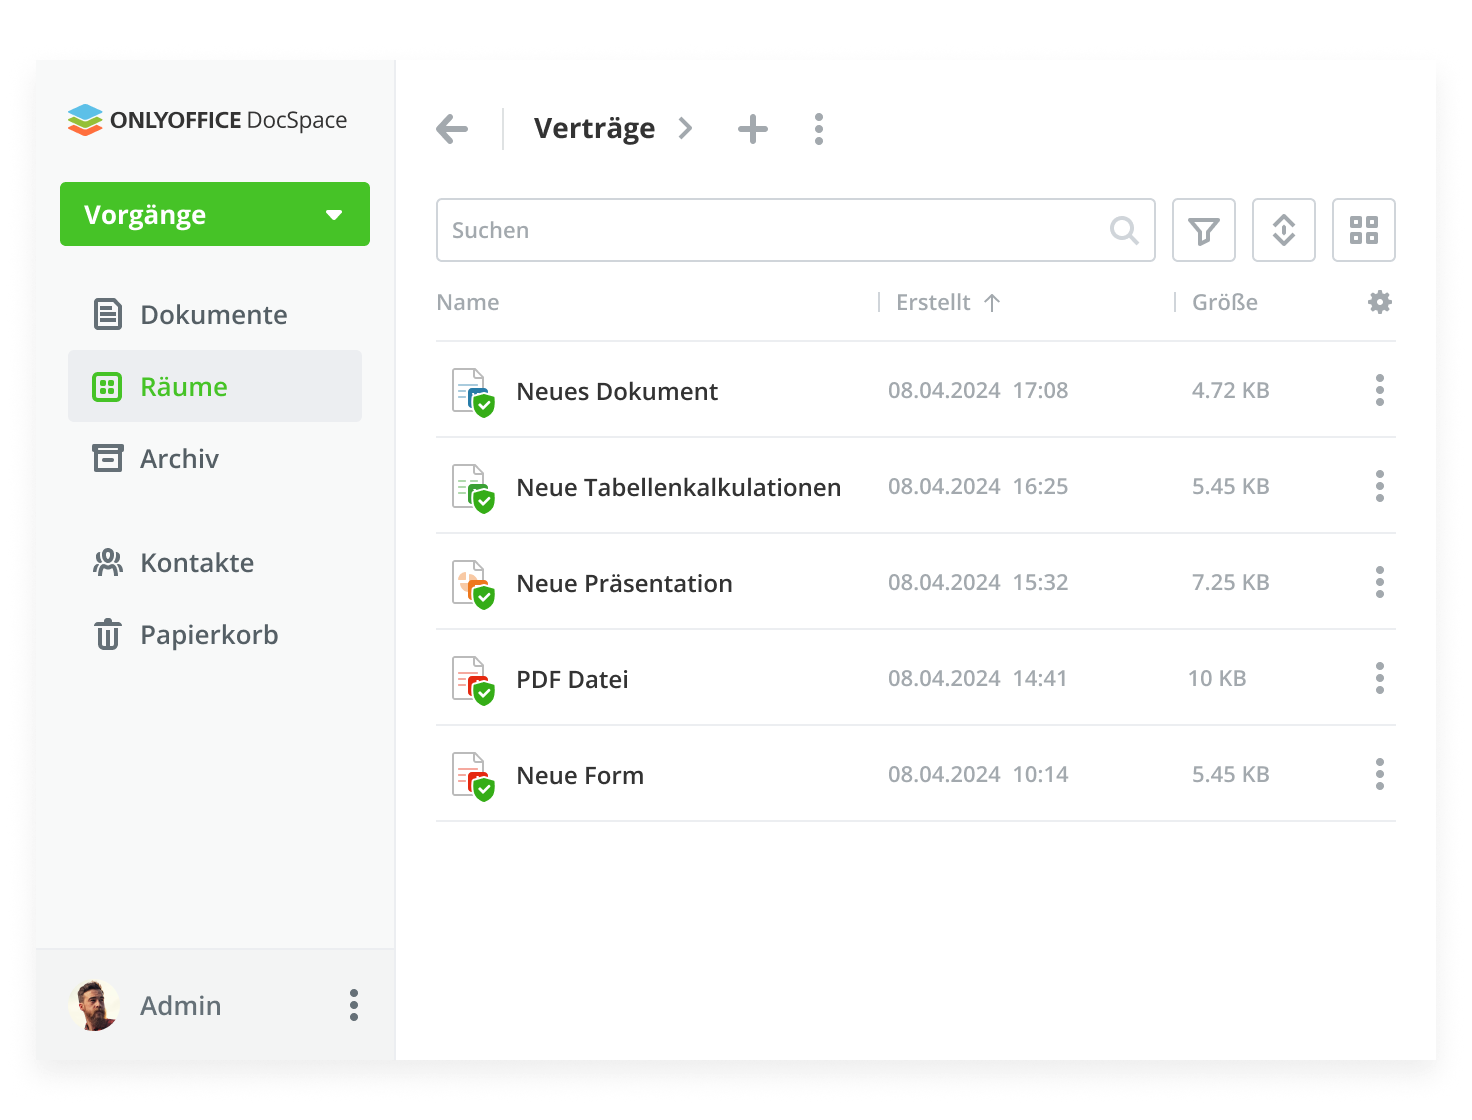 ONLYOFFICE DocSpace
Vorgänge
Dokumente
Räume
Archiv
Kontakte
Papierkorb
Admin
Verträge
Suchen
Name Erstellt Größe
Neues Dokument 08.04.2024 17:08 4.72 KB
Neue Tabellenkalkulationen 08.04.2024 16:25 5.45 KB
Neue Präsentation 08.04.2024 15:32 7.25 KB
PDF Datei 08.04.2024 14:41 10 KB
Neue Form 08.04.2024 10:14 5.45 KB